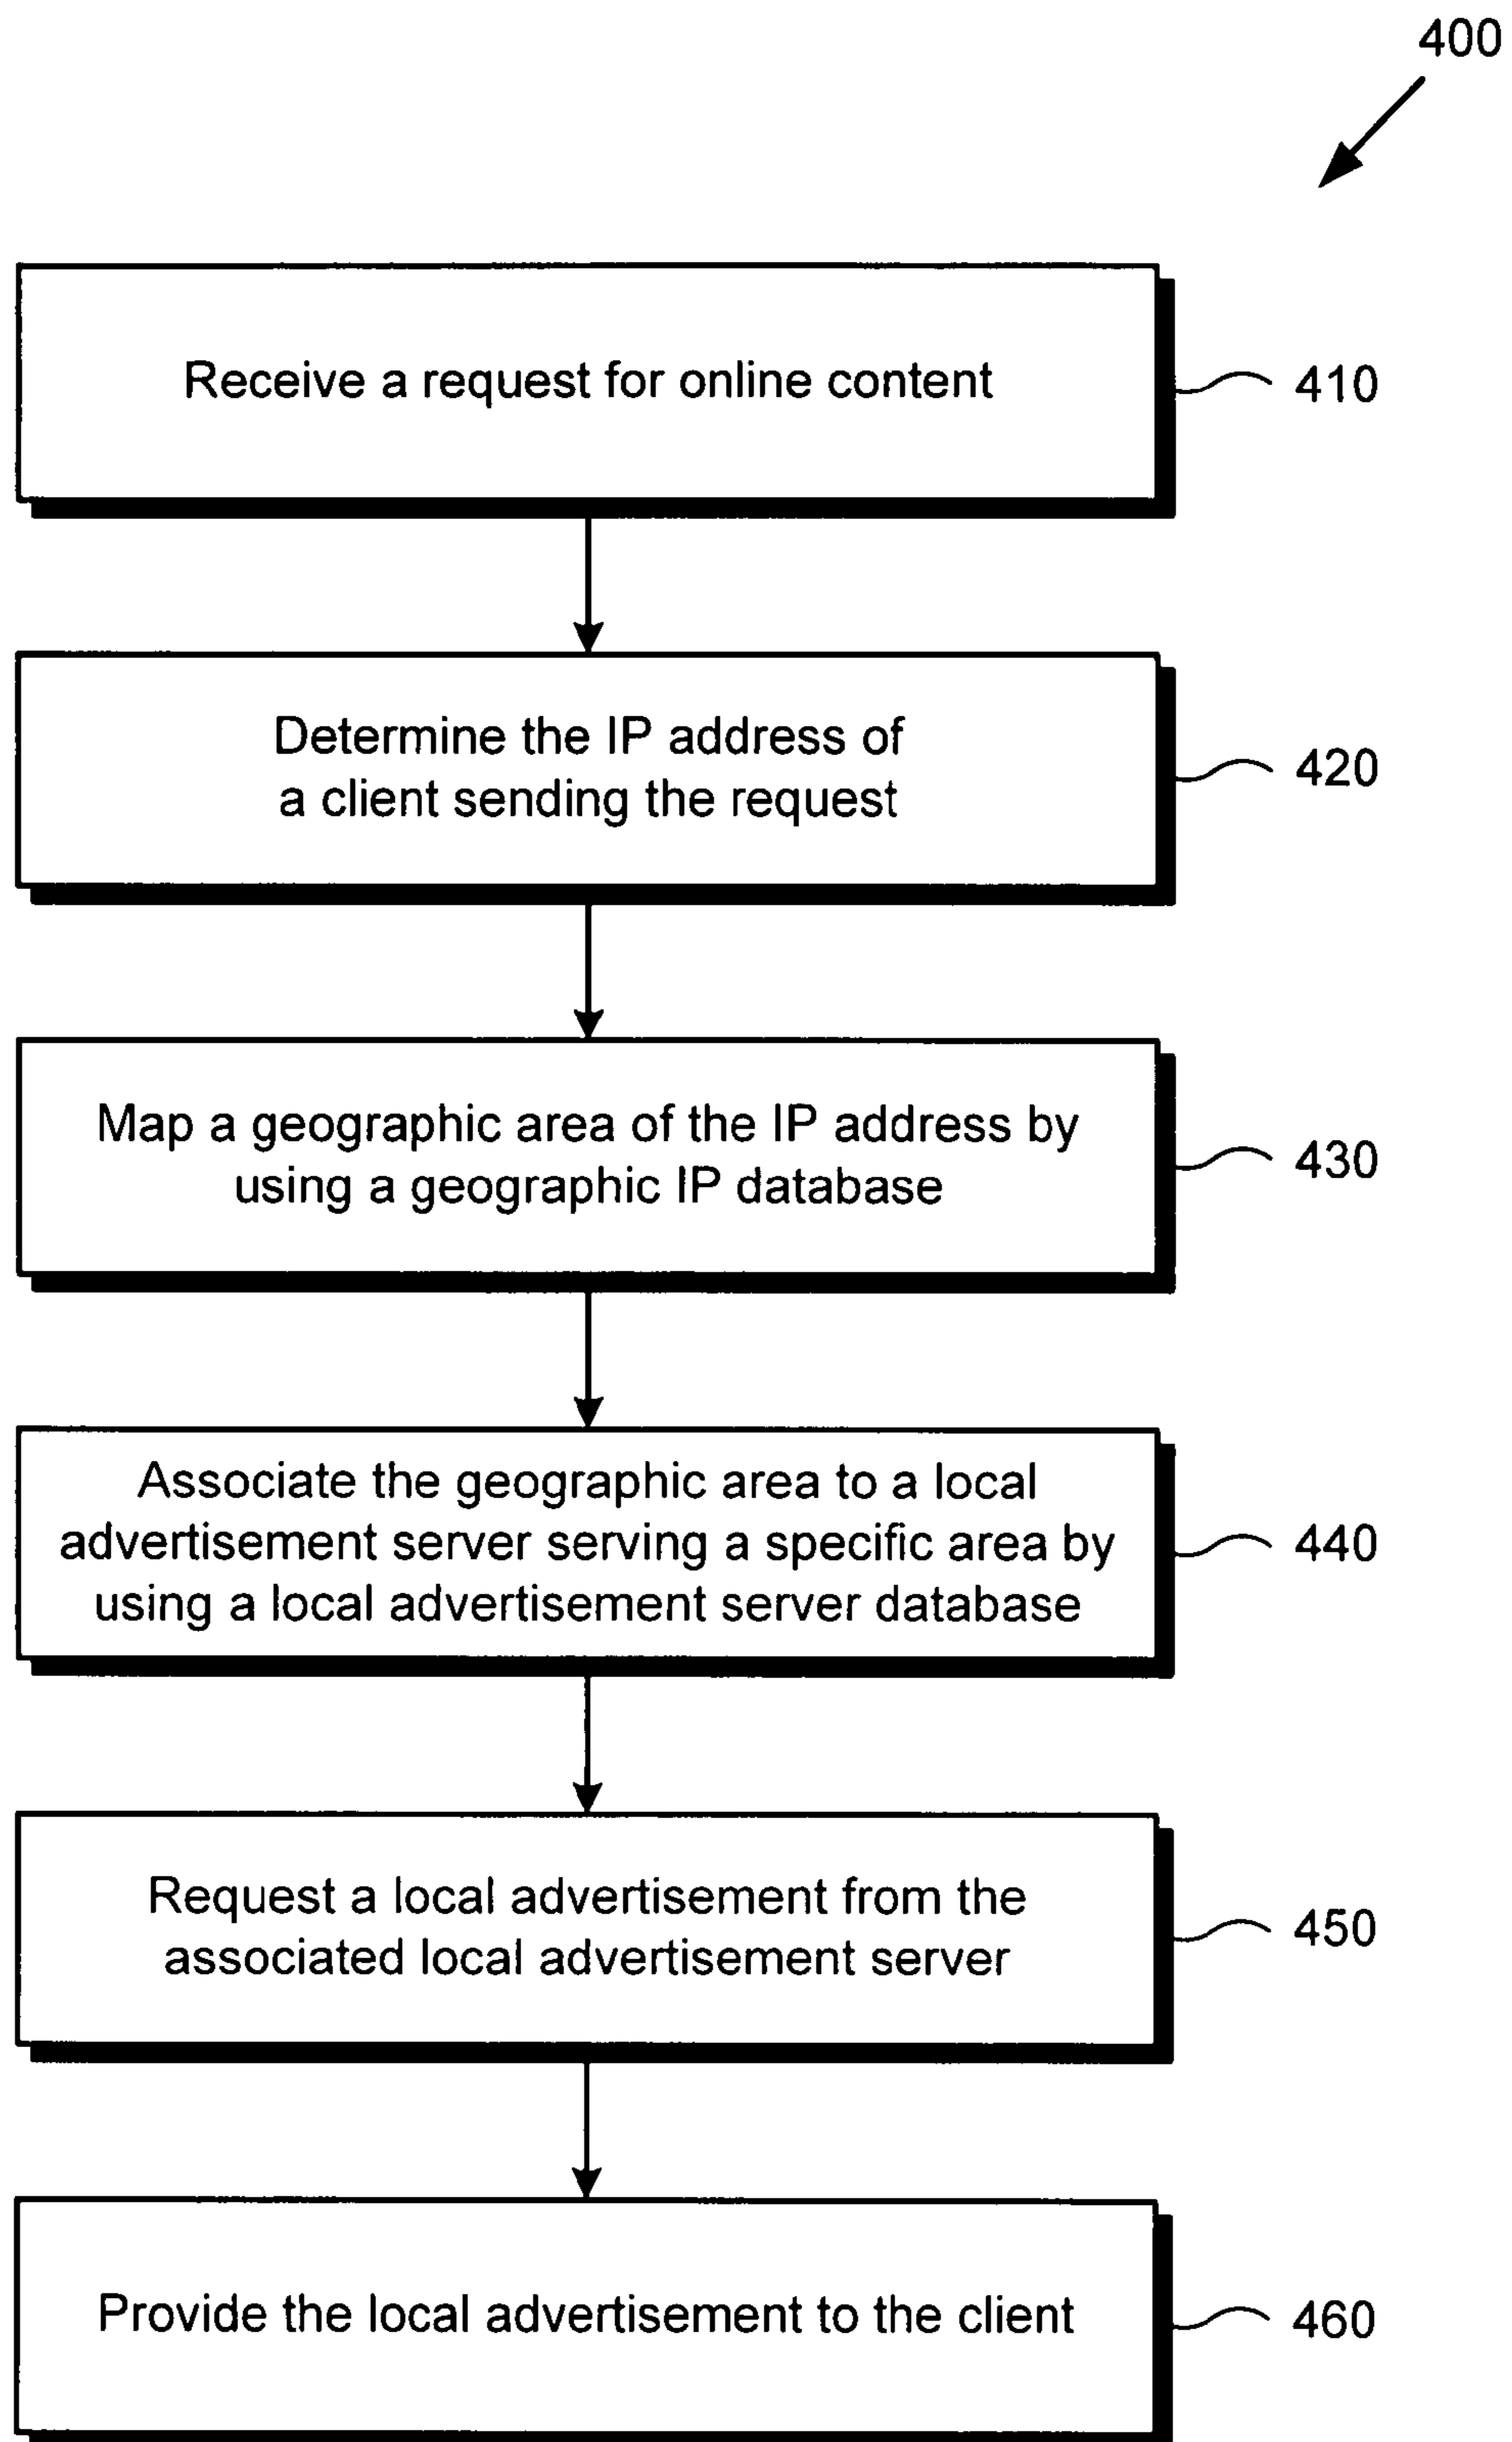 400
Receive a request for online content
410
Determine the IP address of
a client sending the request
420
Map a geographic area of the IP address by
using a geographic IP database
430
Associate the geographic area to a local
advertisement server serving a specific area by
using a local advertisement server database
440
Request a local advertisement from the
associated local advertisement server
450
Provide the local advertisement to the client
460